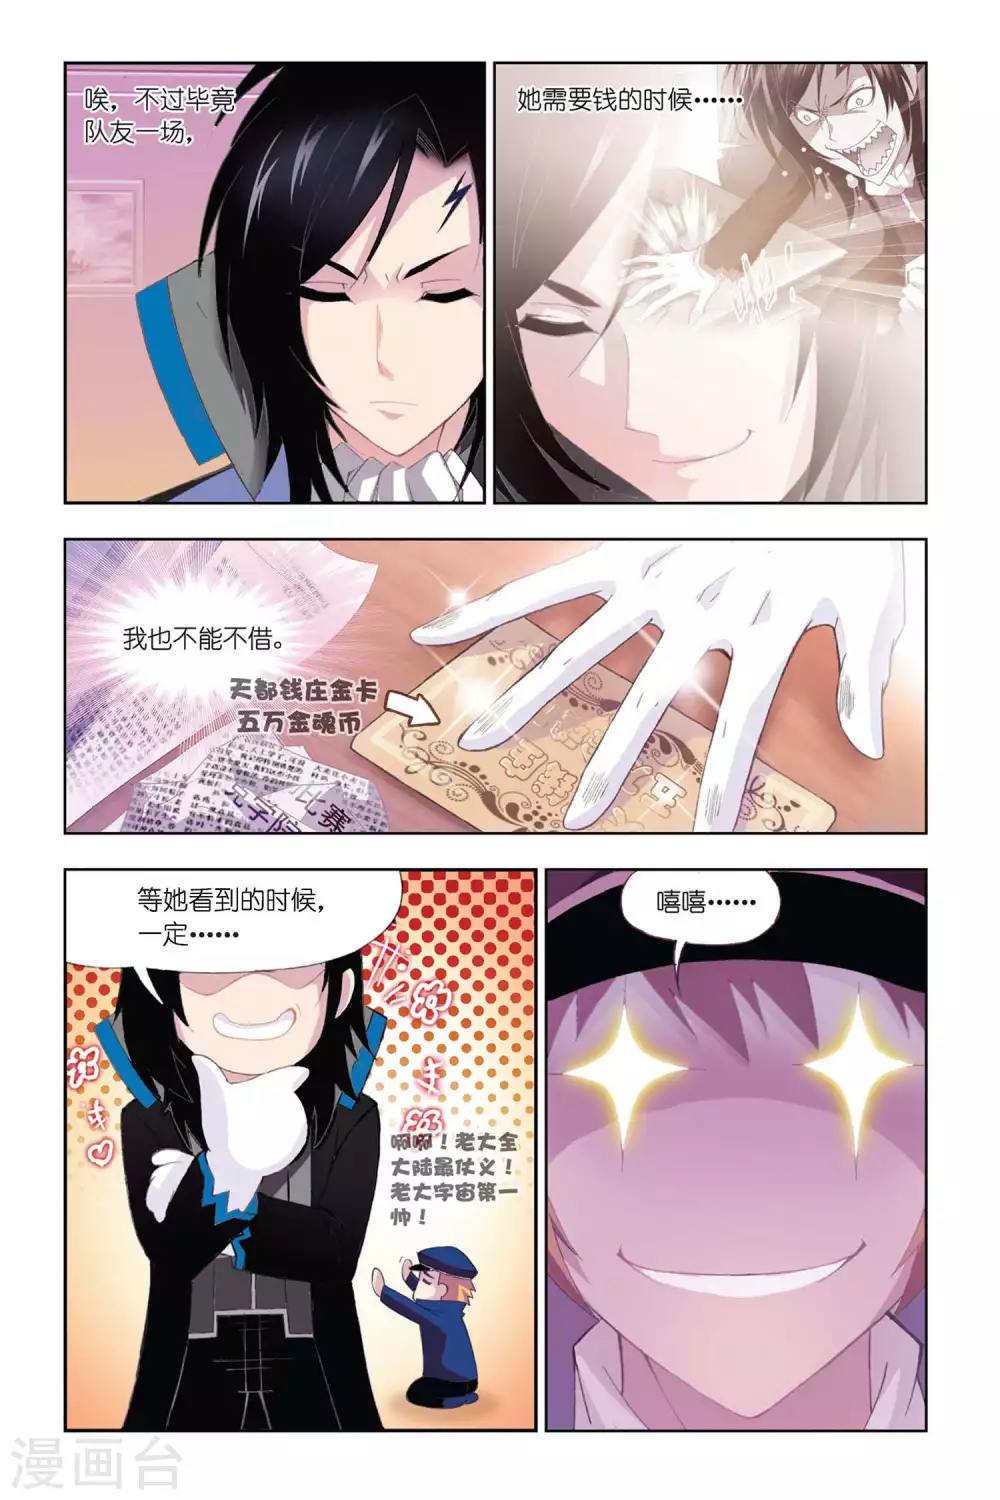 唉，不过毕竟
队友一场，
她需要钱的时候⋯⋯
我也不能不借。
天都钱庄金卡
五万金魂币
比赛
等她看到的时候，
一定⋯⋯
嘻嘻⋯⋯
啊啊！老大全
大陆最仗义！
老大宇宙第一
帅！
漫画台